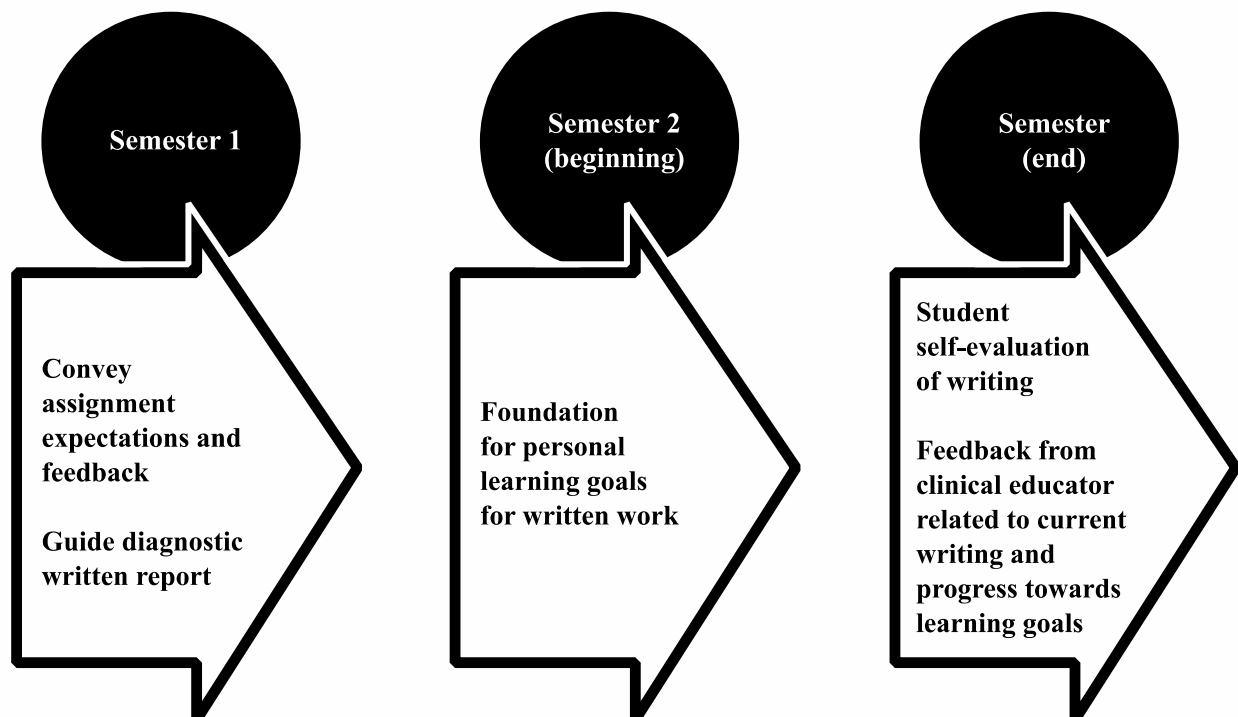 Semester 1
Convey
assignment
expectations and
feedback
Guide diagnostic
written report
Semester 2
(beginning)
Foundation
for personal
learning goals
for written work
Semester
(end)
Student
self-evaluation
of writing
Feedback from
clinical educator
related to current
writing and
progress towards
learning goals